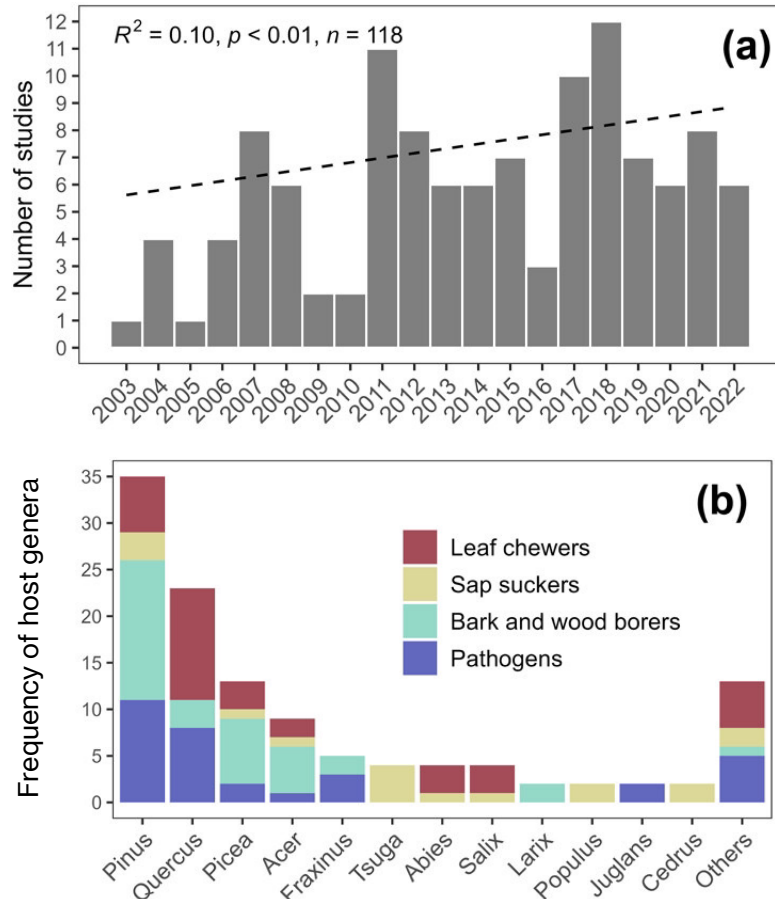 R² = 0.10, p < 0.01, n = 118
(a)
Number of studies
12
11
10
9
8
7
6
5
4
3
2
1
0
2003 2004 2005 2006 2007 2008 2009 2010 2011 2012 2013 2014 2015 2016 2017 2018 2019 2020 2021 2022
(b)
Frequency of host genera
35
30
25
20
15
10
5
0
Leaf chewers
Sap suckers
Bark and wood borers
Pathogens
Pinus Quercus Picea Acer Fraxinus Tsuga Abies Salix Larix Populus Juglans Cedrus Others